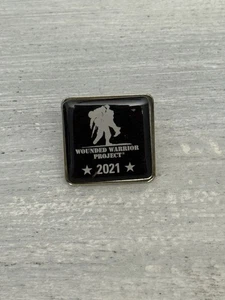 WOUNDED WARRIOR
PROJECT®
★ 2021 ★